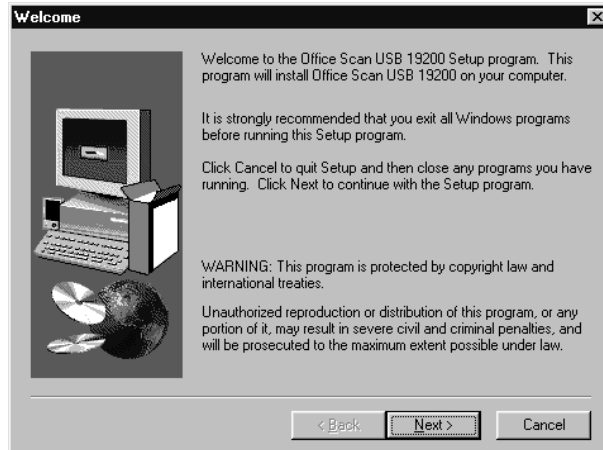 Welcome
Welcome to the Office Scan USB 19200 Setup program. This
program will install Office Scan USB 19200 on your computer.
It is strongly recommended that you exit all Windows programs
before running this Setup program.
Click Cancel to quit Setup and then close any programs you have
running. Click Next to continue with the Setup program.
WARNING: This program is protected by copyright law and
international treaties.
Unauthorized reproduction or distribution of this program, or any
portion of it, may result in severe civil and criminal penalties, and
will be prosecuted to the maximum extent possible under law.
< Back Next > Cancel